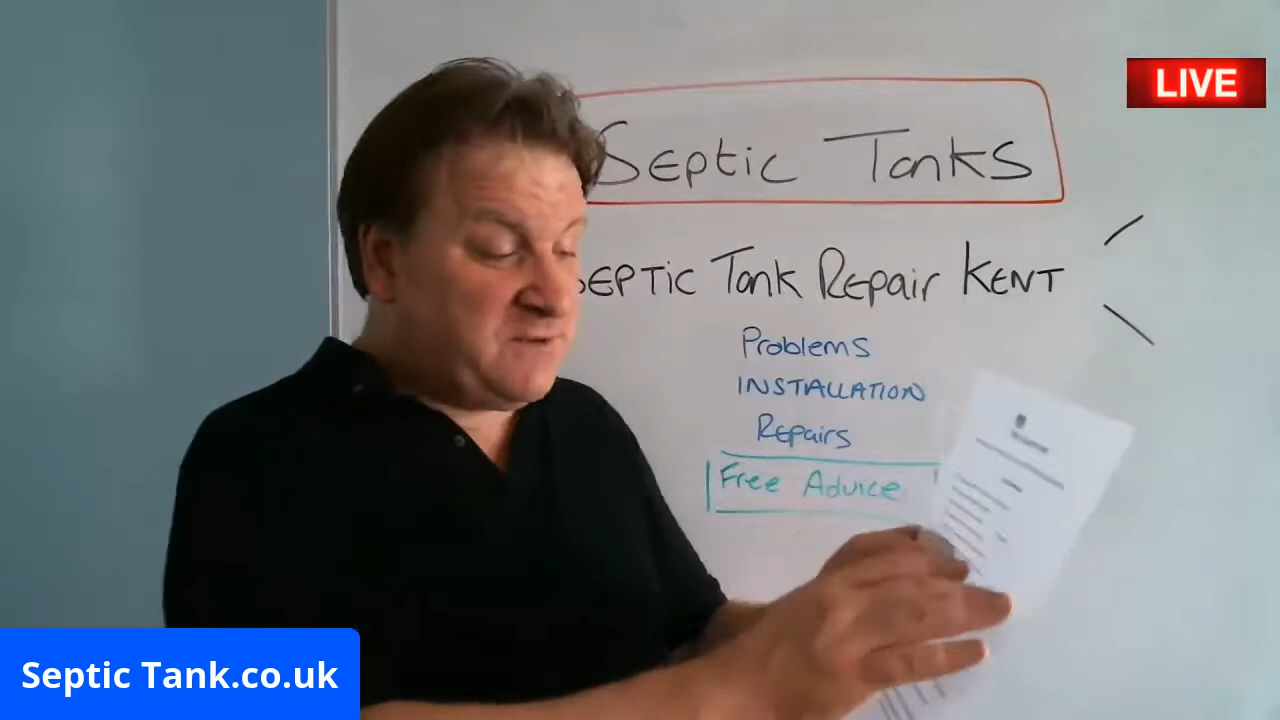 LIVE
Septic Tanks
SEPTIC Tank Repair KENT
Problems
INSTALLATION
Repairs
Free Advice
Septic Tank.co.uk